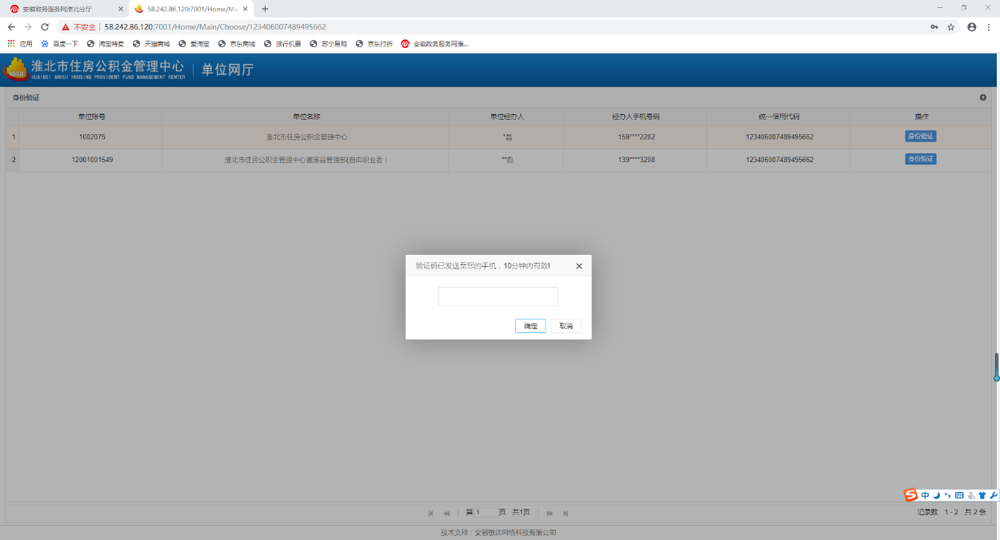 安徽政务服务网淮北分厅
58.242.86.120:7001/Home/Ma
不安全 58.242.86.120:7001/Home/Main/Choose/123406007489495662
应用 百度一下 淘宝特卖 天猫商城 爱淘宝 京东商城 旅行机票 苏宁易购 京东打折 安徽政务服务网淮...
淮北市住房公积金管理中心 单位网厅
HUAIBEI ANHUI HOUSING PROVIDENT FUND MANAGEMENT CENTER
身份验证
单位账号 单位名称 单位经办人 经办人手机号码 统一信用代码 操作
1 1002075 淮北市住房公积金管理中心 159****2202 123406007489495662 身份验证
2 12001001549 淮北市住房公积金管理中心濉溪县管理部(自由职业者） **彪 139****3208 123406007489495662 身份验证
验证码已发送至您的手机，10分钟内有效!
确定 取消
中
第 1 页 共1页
记录数 1 - 2 共 2 条
技术支持：安徽敏达网络科技有限公司